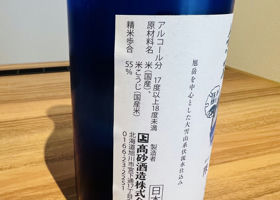 アルコール分 17度以上18度未満
原材料名 米(国産)、
米こうじ(国産米)
精米歩合 55%
製造者
高砂酒造株式会
北海道旭川市宮下通17丁目
0166-23-2251
日本
旭岳を中心とした大雪山系伏流水仕込み